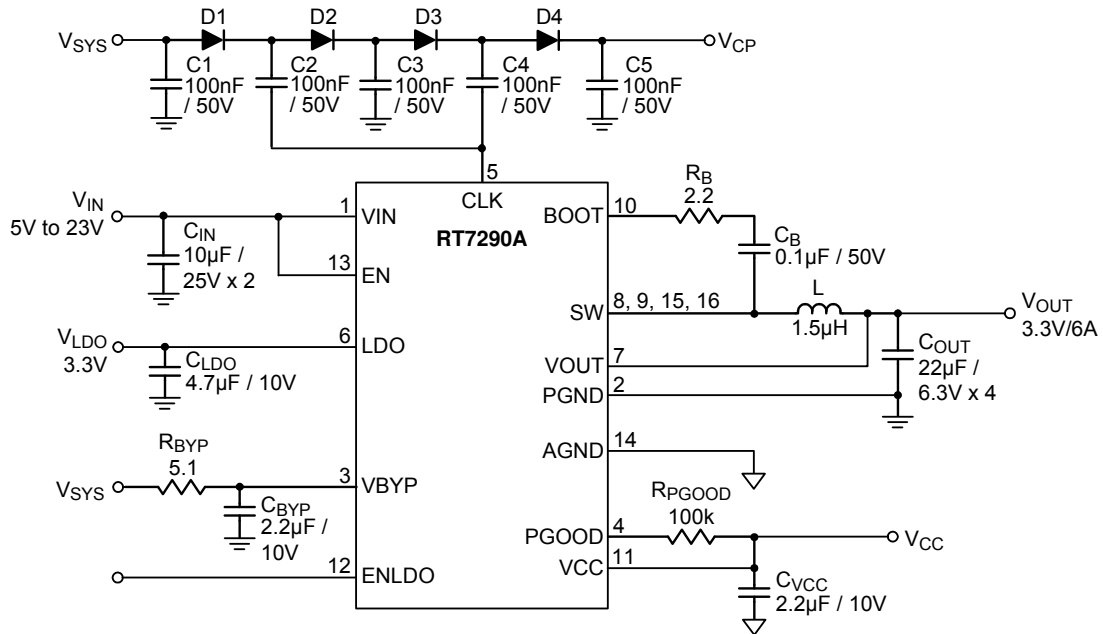 D1
D2
D3
D4
VSYS
VCP
C1
100nF
/ 50V
C2
100nF
/ 50V
C3
100nF
/ 50V
C4
100nF
/ 50V
C5
100nF
/ 50V
5
CLK
RT7290A
VIN
5V to 23V
CIN
10µF /
25V x 2
1
VIN
13
EN
VLDO
3.3V
CLDO
4.7µF / 10V
6
LDO
RBYP
5.1
VSYS
CBYP
2.2µF /
10V
3
VBYP
12
ENLDO
BOOT
10
RB
2.2
CB
0.1µF / 50V
SW
8, 9, 15, 16
L
1.5µH
VOUT
3.3V/6A
COUT
22µF /
6.3V x 4
VOUT
7
PGND
2
AGND
14
RPGOOD
100k
PGOOD
4
VCC
VCC
11
CVCC
2.2µF / 10V